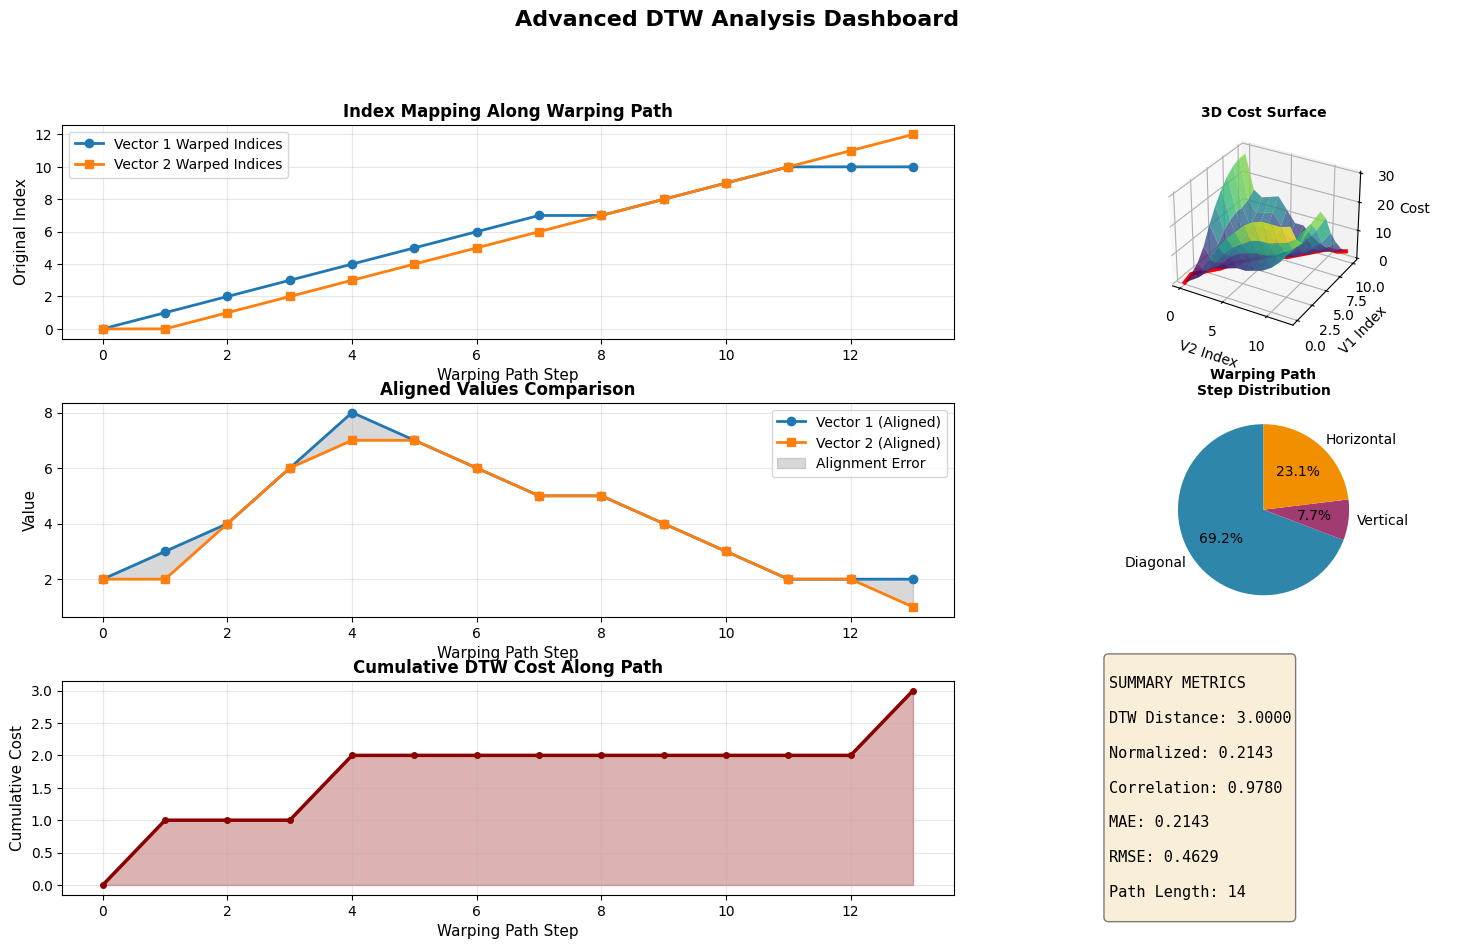 Advanced DTW Analysis Dashboard
Index Mapping Along Warping Path
Vector 1 Warped Indices
Vector 2 Warped Indices
Original Index
12
10
8
6
4
2
0
0 2 4 6 8 10 12
Warping Path Step
3D Cost Surface
30
20
10
0
Cost
0 5 10
V2 Index
0.0 2.5 5.0 7.5 10.0
V1 Index
Aligned Values Comparison
Vector 1 (Aligned)
Vector 2 (Aligned)
Alignment Error
Value
8
6
4
2
0 2 4 6 8 10 12
Warping Path Step
Warping Path
Step Distribution
Horizontal
23.1%
7.7%
Vertical
69.2%
Diagonal
Cumulative DTW Cost Along Path
Cumulative Cost
3.0
2.5
2.0
1.5
1.0
0.5
0.0
0 2 4 6 8 10 12
Warping Path Step
SUMMARY METRICS
DTW Distance: 3.0000
Normalized: 0.2143
Correlation: 0.9780
MAE: 0.2143
RMSE: 0.4629
Path Length: 14